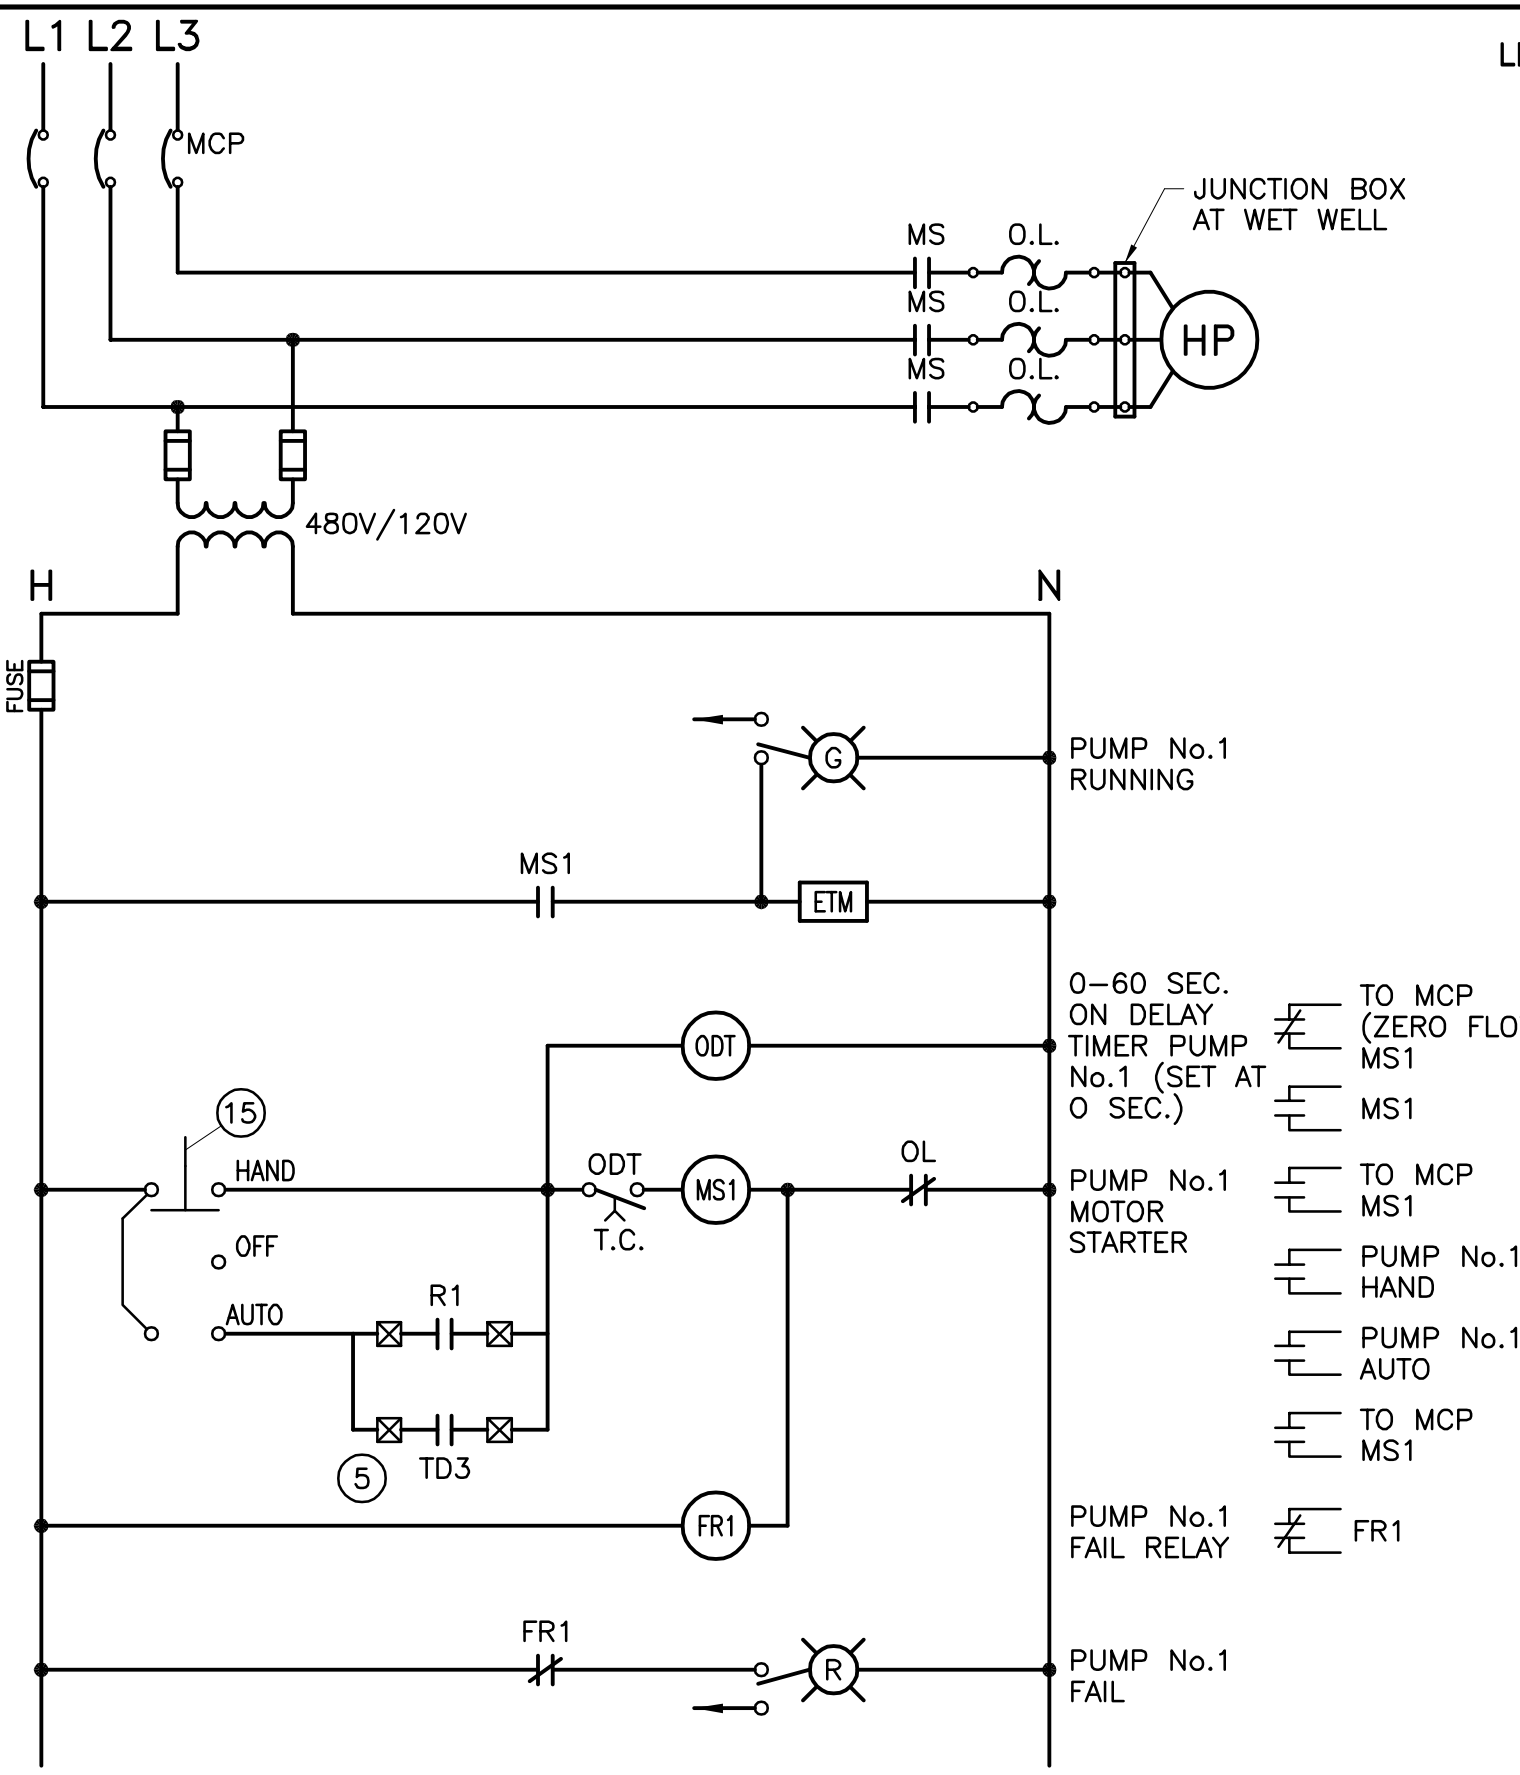 L1 L2 L3
MCP
JUNCTION BOX
AT WET WELL
MS O.L.
MS O.L.
HP
MS O.L.
480V/120V
H N
FUSE
G
PUMP No.1
RUNNING
MS1
ETM
0-60 SEC.
ON DELAY
TIMER PUMP
No.1 (SET AT
0 SEC.)
ODT
TO MCP
(ZERO FLO
MS1
MS1
15
HAND
ODT
T.C.
MS1
OL
PUMP No.1
MOTOR
STARTER
TO MCP
MS1
OFF
PUMP No.1
HAND
AUTO
R1
PUMP No.1
AUTO
5
TD3
TO MCP
MS1
FR1
PUMP No.1
FAIL RELAY
FR1
FR1
R
PUMP No.1
FAIL